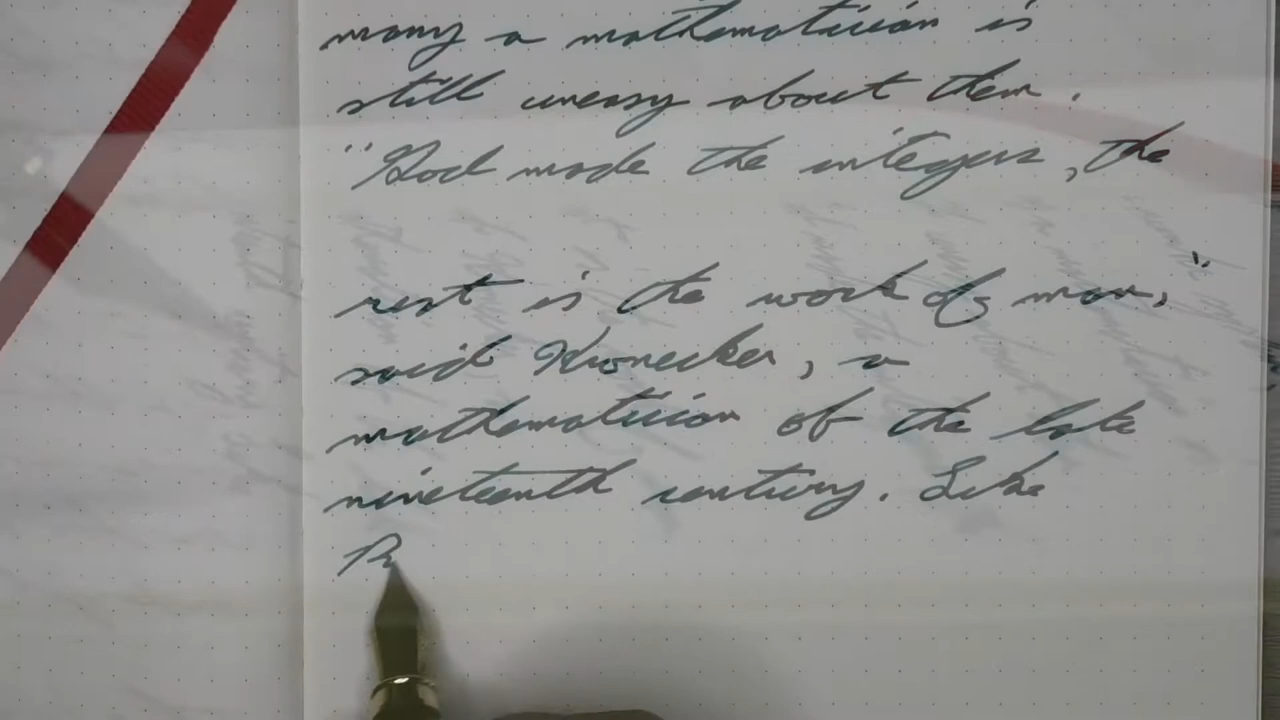 many a mathematician is
still uneasy about them.
"God made the integers, the
rest is the work of man,"
said Kronecker, a
mathematician of the late
nineteenth century. Like